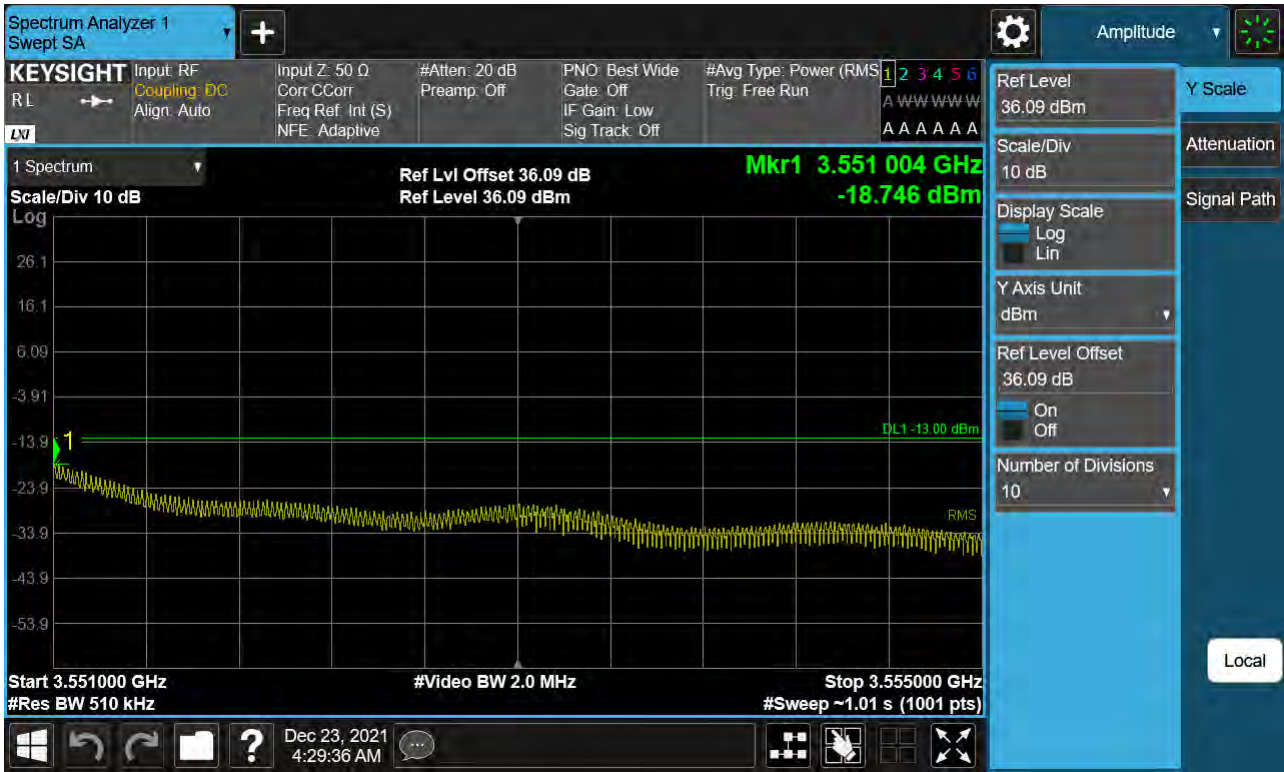 Spectrum Analyzer 1
Swept SA
+
Amplitude
KEYSIGHT
RL
LXI
Input: RF
Coupling: DC
Align: Auto
Input Z: 50 Ω
Corr CCorr
Freq Ref: Int (S)
NFE: Adaptive
#Atten: 20 dB
Preamp: Off
PNO: Best Wide
Gate: Off
IF Gain: Low
Sig Track: Off
#Avg Type: Power (RMS
Trig: Free Run
1 2 3 4 5 6
A W W W W W
A A A A A A
1 Spectrum
Scale/Div 10 dB
Log
Ref Lvl Offset 36.09 dB
Ref Level 36.09 dBm
Mkr1 3.551 004 GHz
-18.746 dBm
26.1
16.1
6.09
-3.91
-13.9
-23.9
-33.9
-43.9
-53.9
1
DL1 -13.00 dBm
RMS
Start 3.551000 GHz
#Res BW 510 kHz
#Video BW 2.0 MHz
Stop 3.555000 GHz
#Sweep ~1.01 s (1001 pts)
Ref Level
36.09 dBm
Scale/Div
10 dB
Display Scale
Log
Lin
Y Axis Unit
dBm
Ref Level Offset
36.09 dB
On
Off
Number of Divisions
10
Y Scale
Attenuation
Signal Path
Local
?
Dec 23, 2021
4:29:36 AM